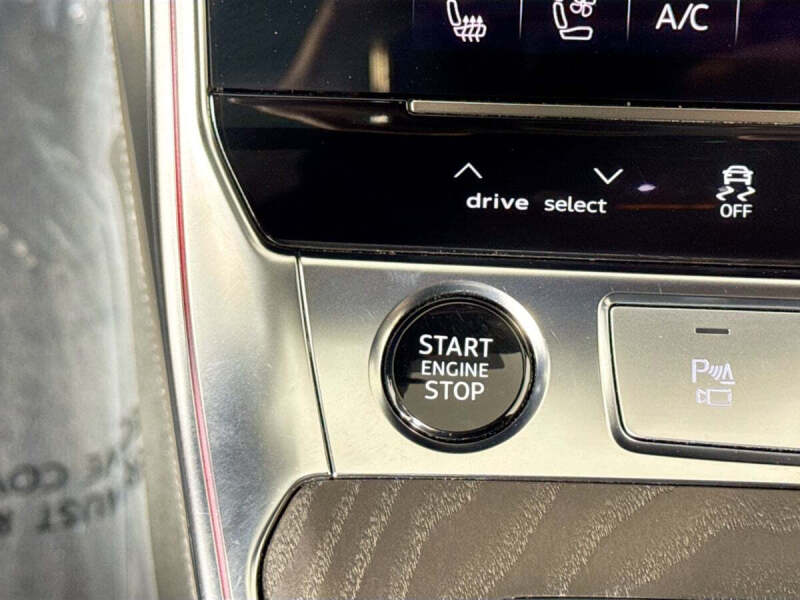 A/C
drive select
OFF
START
ENGINE
STOP
P